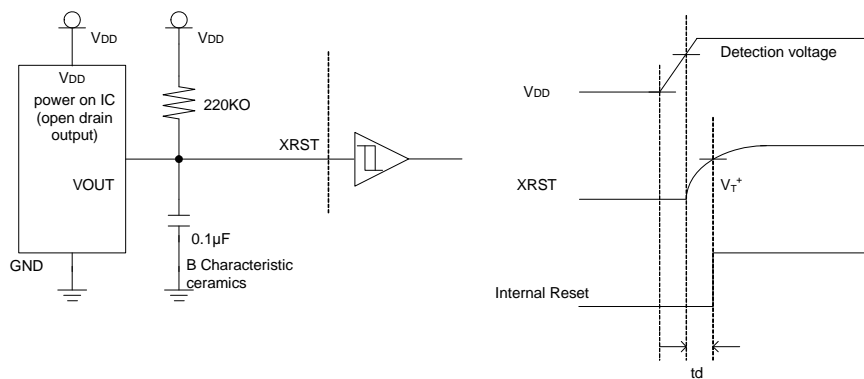 VDD
VDD
VDD
power on IC
(open drain
output)
VOUT
GND
220KO
XRST
0.1µF
B Characteristic
ceramics
Detection voltage
VDD
XRST
VT+
Internal Reset
td